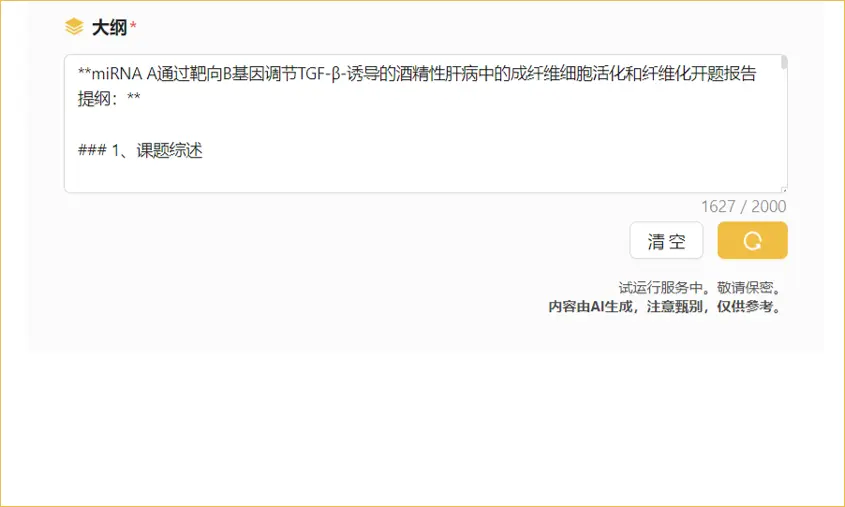 大纲*
**miRNA A通过靶向B基因调节TGF-β-诱导的酒精性肝病中的成纤维细胞活化和纤维化开题报告
提纲：**
### 1、课题综述
1627 / 2000
清 空
试运行服务中。敬请保密。
内容由AI生成，注意甄别，仅供参考。